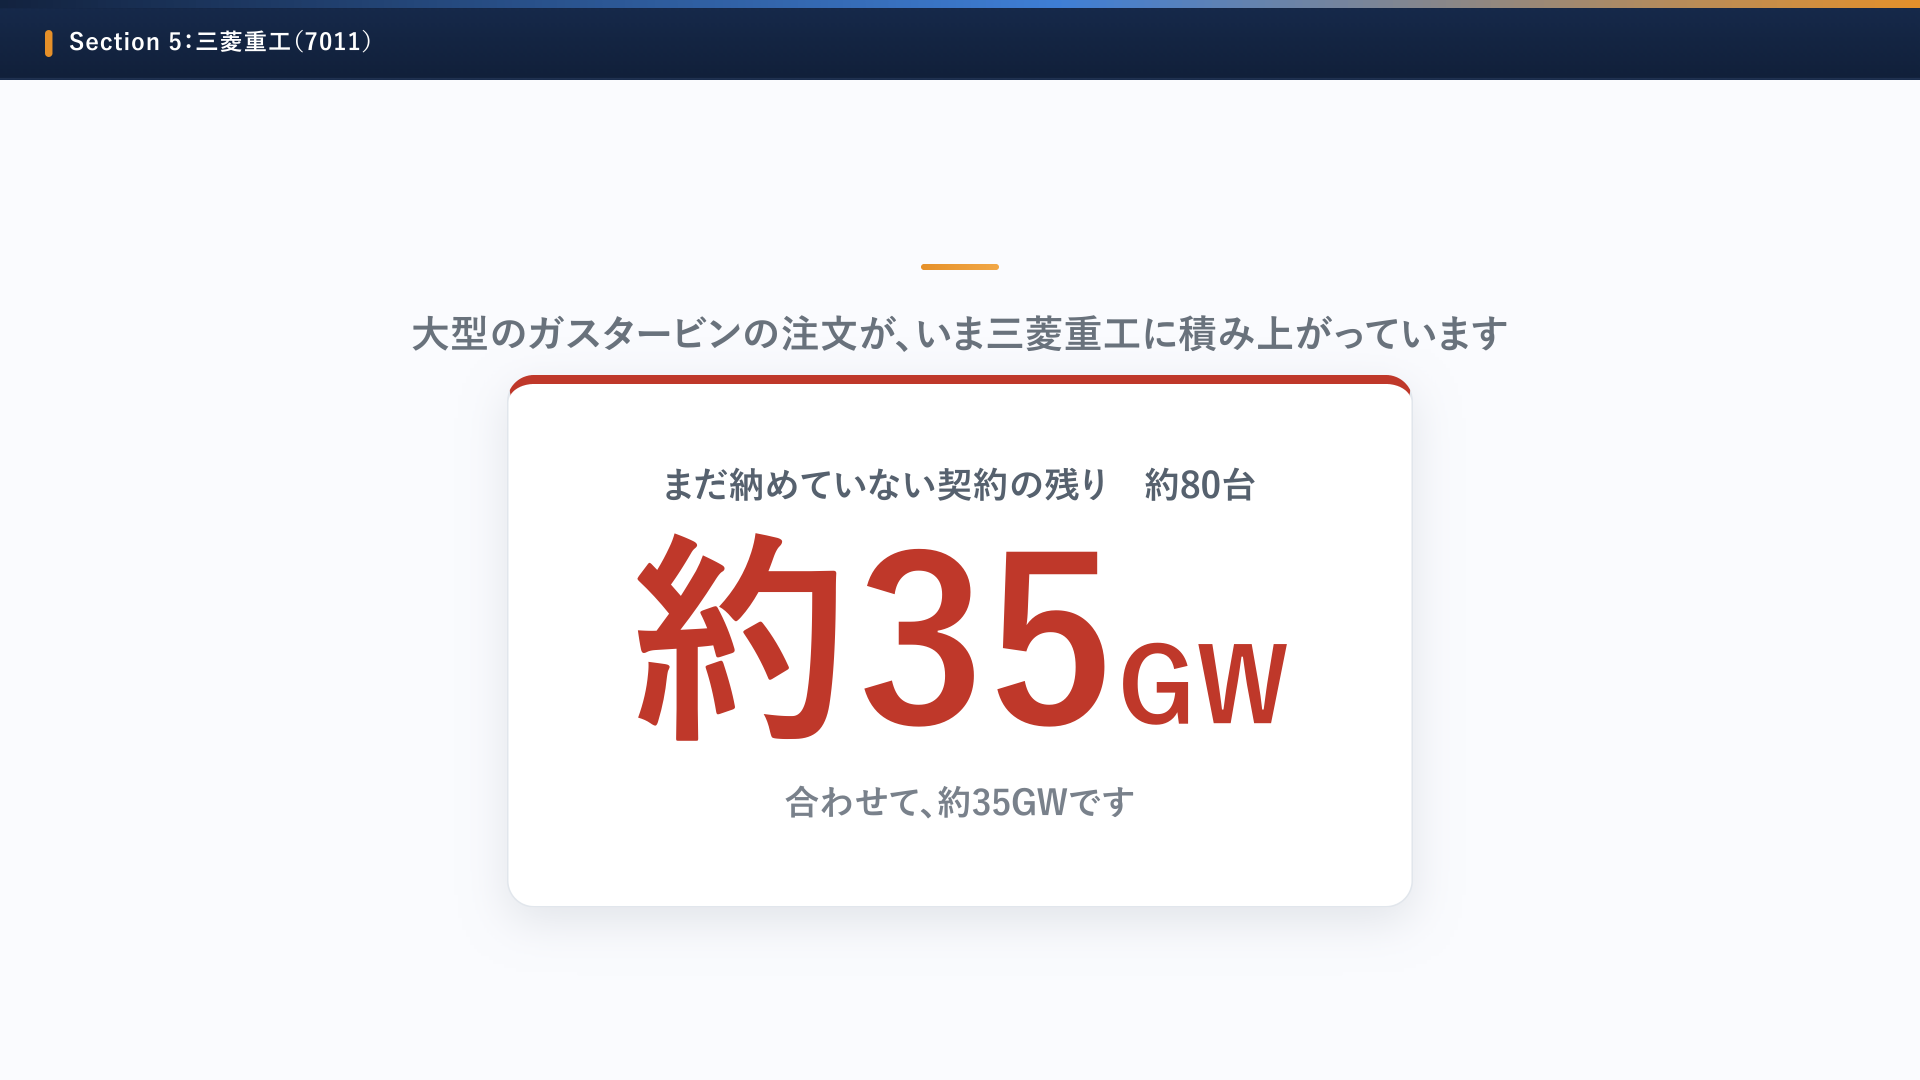 Section 5：三菱重工（7011）
大型のガスタービンの注文が、いま三菱重工に積み上がっています
まだ納めていない契約の残り　約80台
約35GW
合わせて、約35GWです